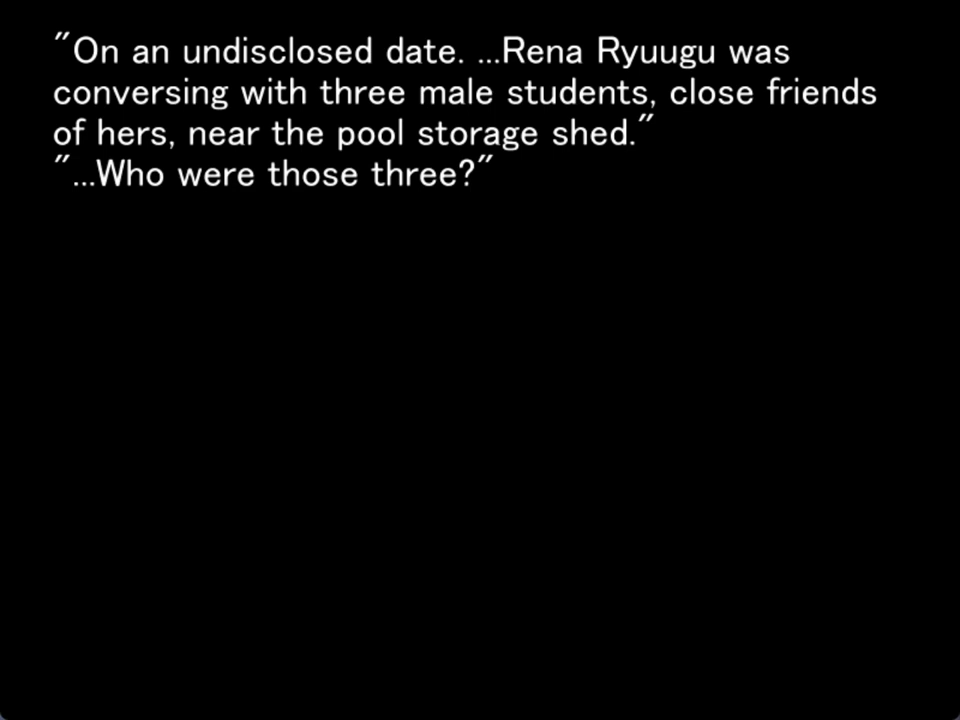 "On an undisclosed date. ...Rena Ryuugu was
conversing with three male students, close friends
of hers, near the pool storage shed."
"...Who were those three?"